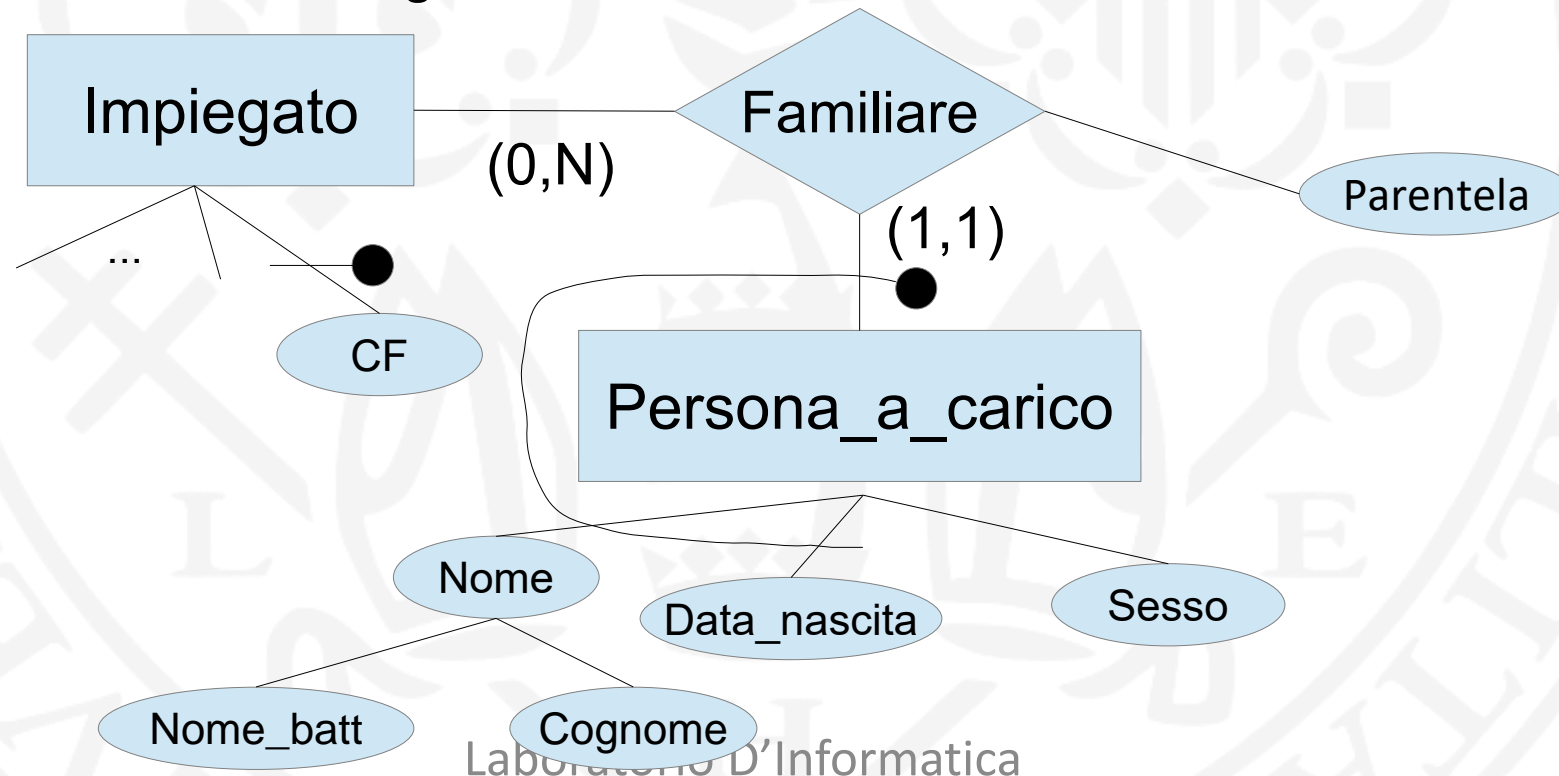 Impiegato
Familiare
(0,N)
Parentela
(1,1)
...
CF
Persona_a_carico
Nome
Data_nascita
Sesso
Nome_batt
Cognome
Laboratorio D'Informatica
L
E